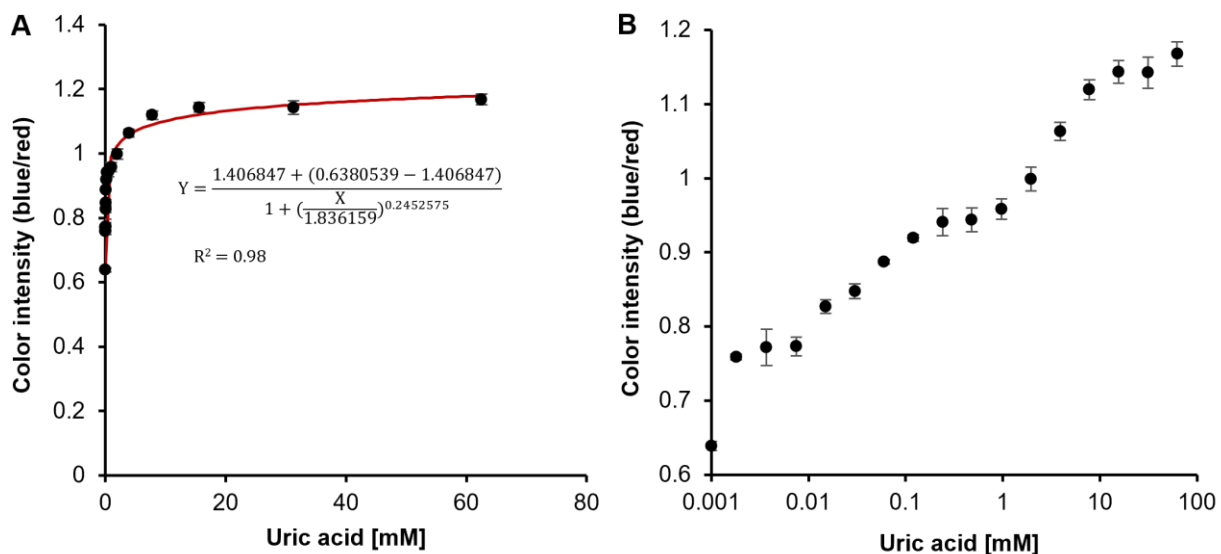 A
Color intensity (blue/red)
1.4
1.2
1
0.8
0.6
0.4
0.2
0
Y = 1.406847 + (0.6380539 − 1.406847) / 1 + (X / 1.836159)^0.2452575
R² = 0.98
0 20 40 60 80
Uric acid [mM]
B
Color intensity (blue/red)
1.2
1.1
1
0.9
0.8
0.7
0.6
0.001 0.01 0.1 1 10 100
Uric acid [mM]